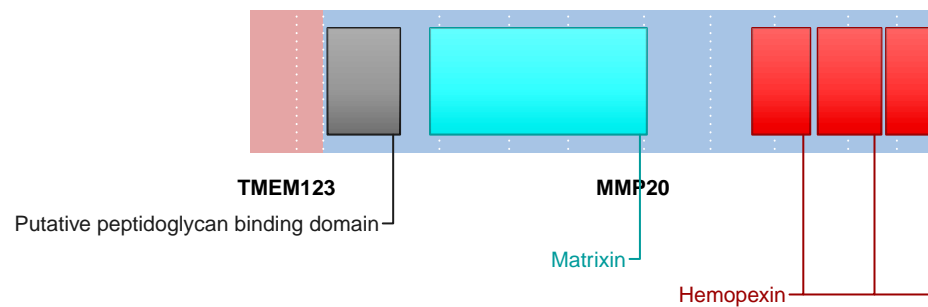 TMEM123 MMP20
Putative peptidoglycan binding domain
Matrixin
Hemopexin